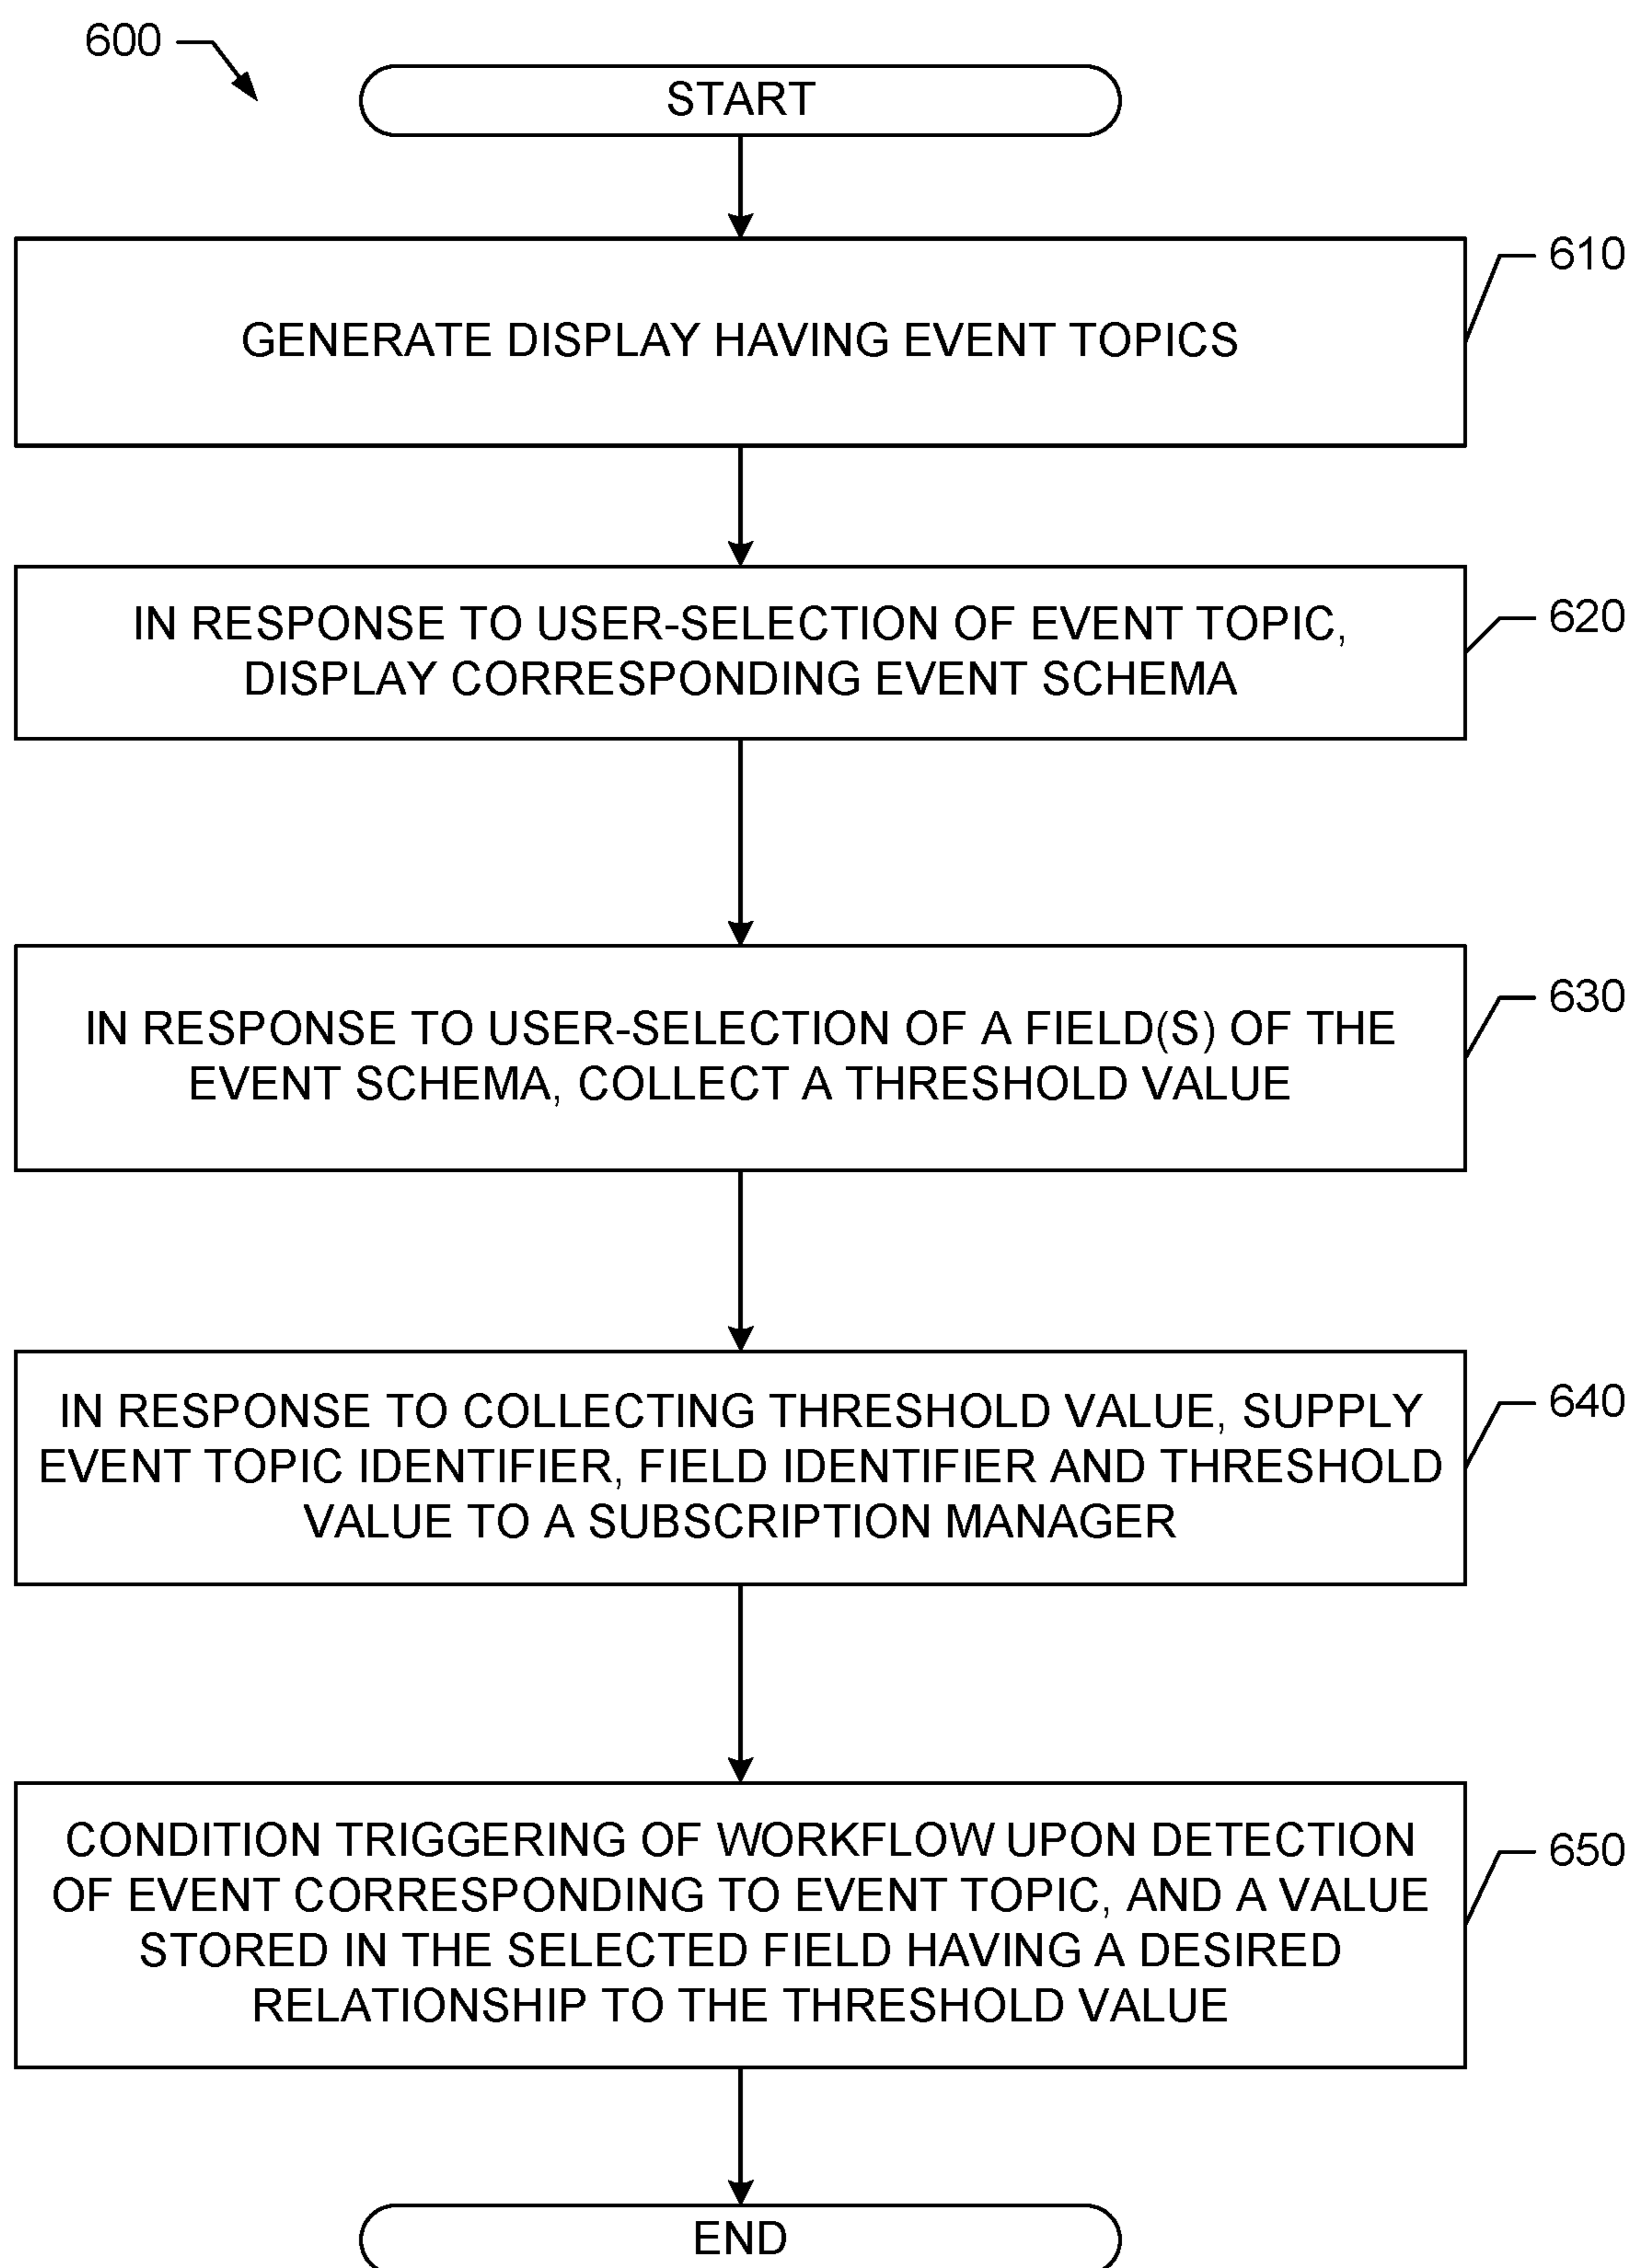 600
START
610
GENERATE DISPLAY HAVING EVENT TOPICS
620
IN RESPONSE TO USER-SELECTION OF EVENT TOPIC,
DISPLAY CORRESPONDING EVENT SCHEMA
630
IN RESPONSE TO USER-SELECTION OF A FIELD(S) OF THE
EVENT SCHEMA, COLLECT A THRESHOLD VALUE
640
IN RESPONSE TO COLLECTING THRESHOLD VALUE, SUPPLY
EVENT TOPIC IDENTIFIER, FIELD IDENTIFIER AND THRESHOLD
VALUE TO A SUBSCRIPTION MANAGER
650
CONDITION TRIGGERING OF WORKFLOW UPON DETECTION
OF EVENT CORRESPONDING TO EVENT TOPIC, AND A VALUE
STORED IN THE SELECTED FIELD HAVING A DESIRED
RELATIONSHIP TO THE THRESHOLD VALUE
END